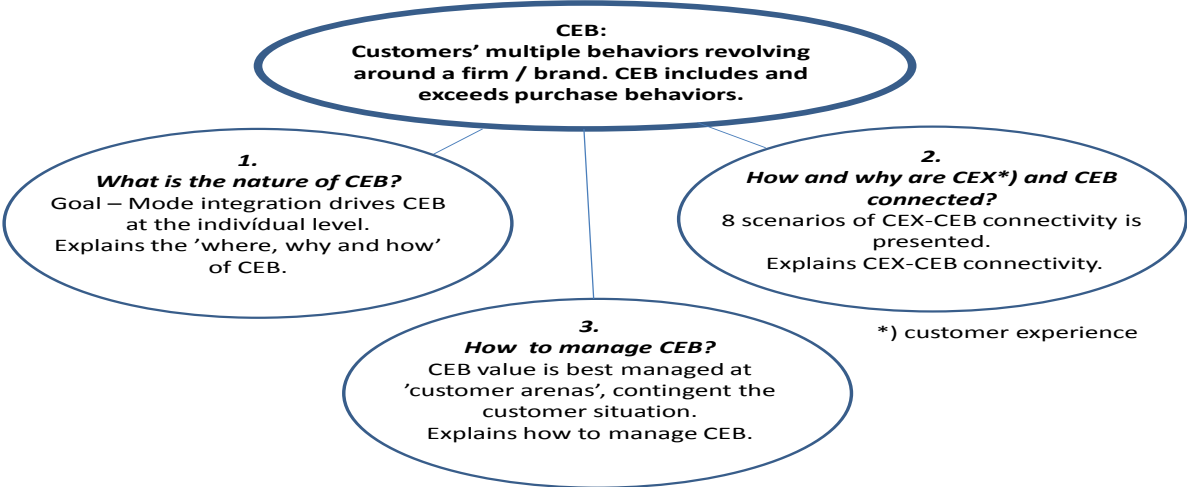 CEB:
Customers’ multiple behaviors revolving
around a firm / brand. CEB includes and
exceeds purchase behaviors.
1.
What is the nature of CEB?
Goal – Mode integration drives CEB
at the indivídual level.
Explains the ’where, why and how’
of CEB.
2.
How and why are CEX*) and CEB
connected?
8 scenarios of CEX-CEB connectivity is
presented.
Explains CEX-CEB connectivity.
*) customer experience
3.
How to manage CEB?
CEB value is best managed at
’customer arenas’, contingent the
customer situation.
Explains how to manage CEB.